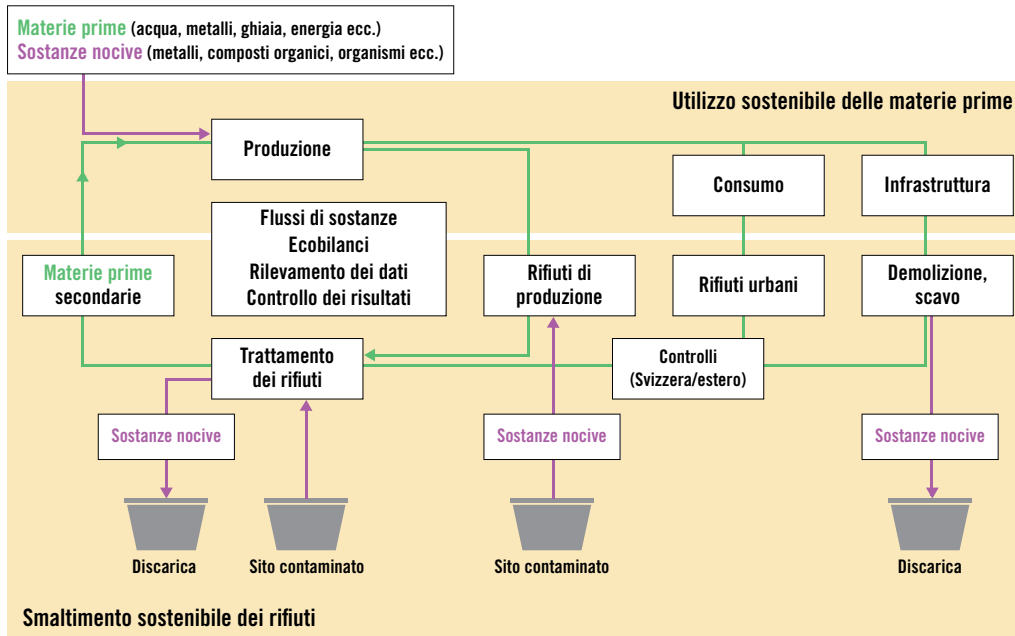 Materie prime (acqua, metalli, ghiaia, energia ecc.)
Sostanze nocive (metalli, composti organici, organismi ecc.)
Utilizzo sostenibile delle materie prime
Produzione
Consumo
Infrastruttura
Flussi di sostanze
Ecobilanci
Rilevamento dei dati
Controllo dei risultati
Materie prime
secondarie
Rifiuti di
produzione
Rifiuti urbani
Demolizione,
scavo
Trattamento
dei rifiuti
Controlli
(Svizzera/estero)
Sostanze nocive
Sostanze nocive
Sostanze nocive
Discarica
Sito contaminato
Sito contaminato
Discarica
Smaltimento sostenibile dei rifiuti